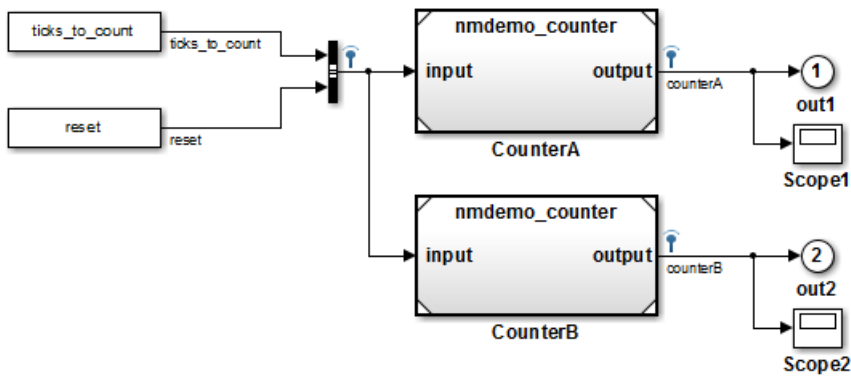 ticks_to_count
ticks_to_count
reset
reset
nmdemo_counter
input
output
counterA
CounterA
1
out1
Scope1
nmdemo_counter
input
output
counterB
CounterB
2
out2
Scope2